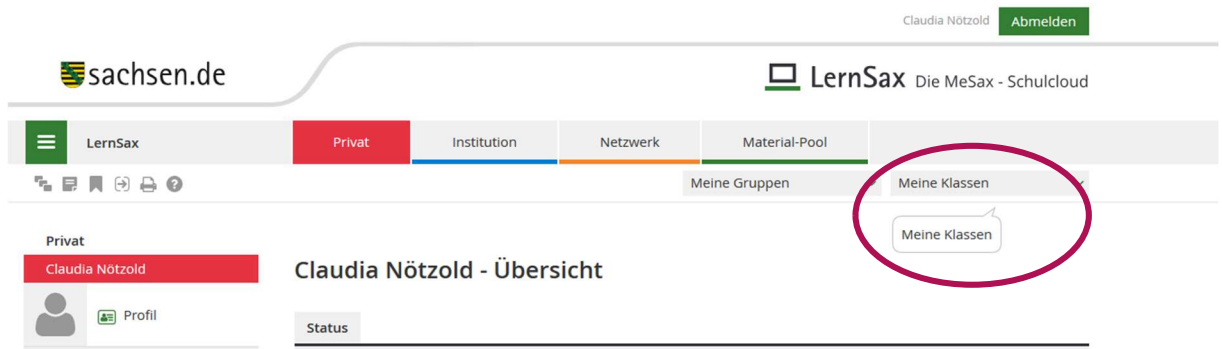 Claudia Nötzold Abmelden
sachsen.de
LernSax Die MeSax - Schulcloud
LernSax Privat Institution Netzwerk Material-Pool
Meine Gruppen Meine Klassen
Meine Klassen
Privat
Claudia Nötzold
Claudia Nötzold - Übersicht
Profil
Status